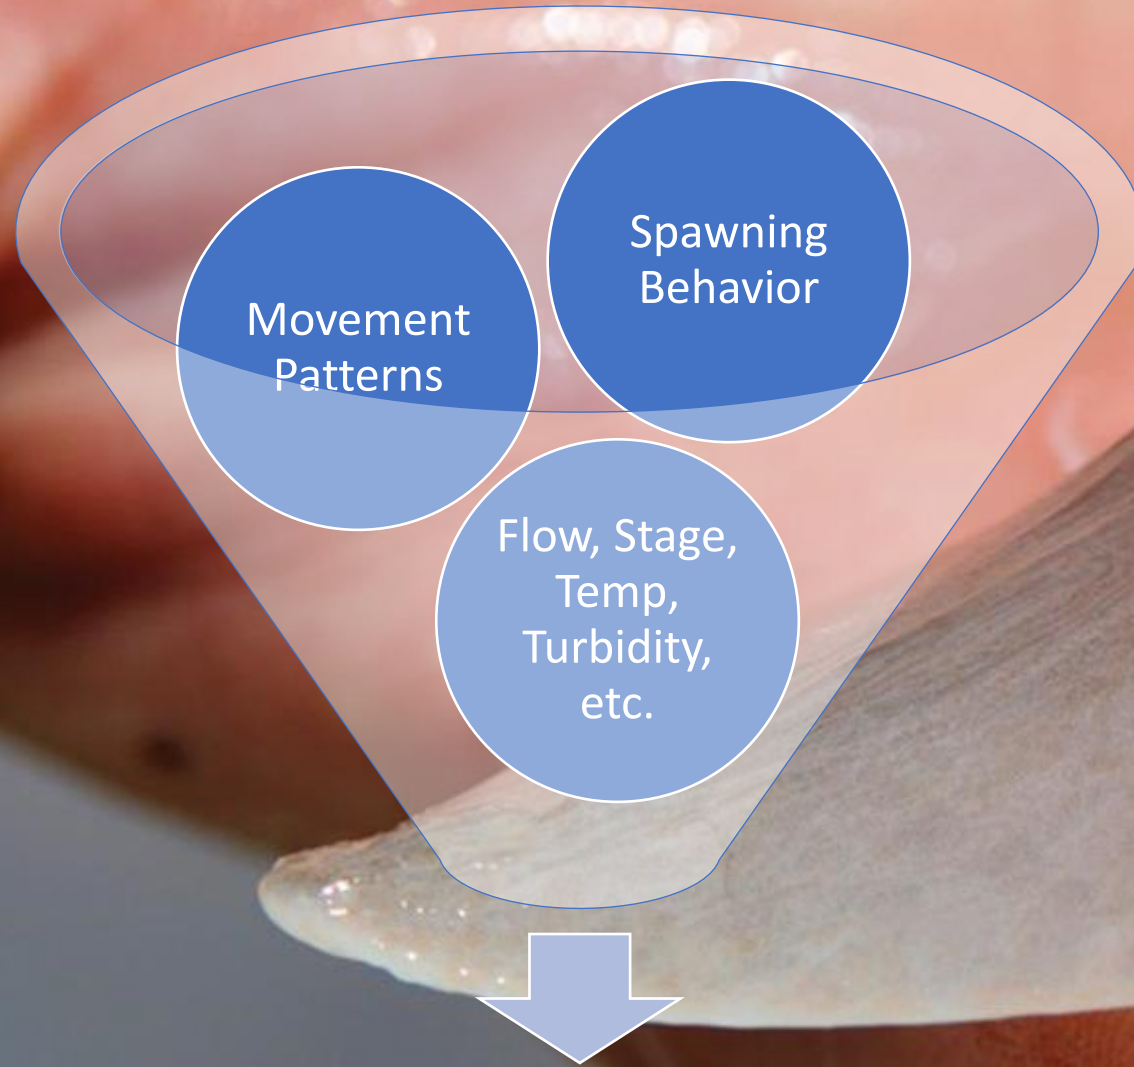 Spawning
Behavior
Movement
Patterns
Flow, Stage,
Temp,
Turbidity,
etc.